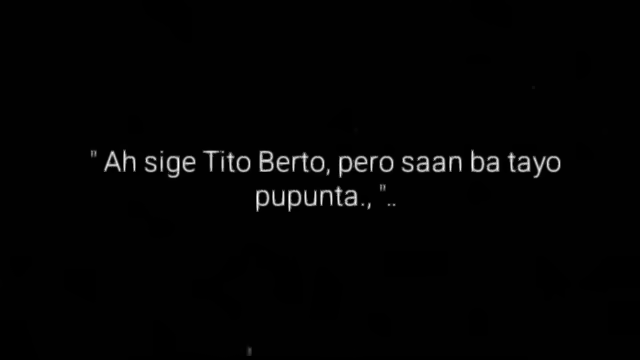 " Ah sige Tito Berto, pero saan ba tayo
pupunta., "..